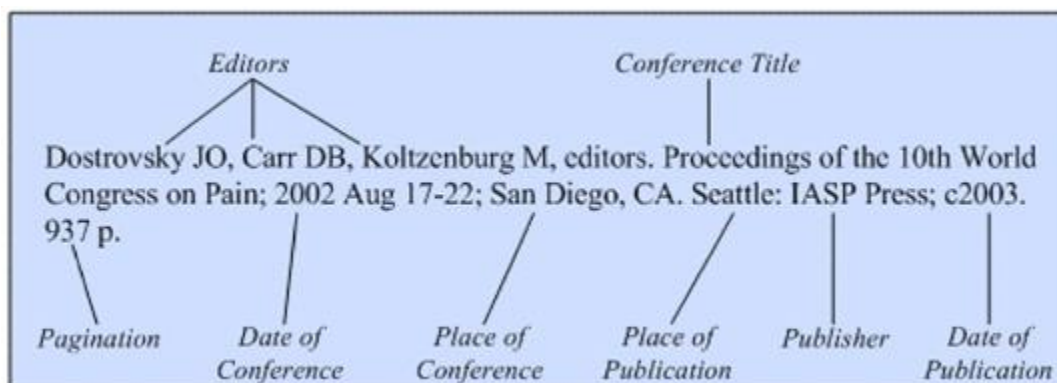 Editors Conference Title
Dostrovsky JO, Carr DB, Koltzenburg M, editors. Proceedings of the 10th World
Congress on Pain; 2002 Aug 17-22; San Diego, CA. Seattle: IASP Press; c2003.
937 p.
Pagination Date of Place of Place of Publisher Date of
Conference Conference Publication Publication